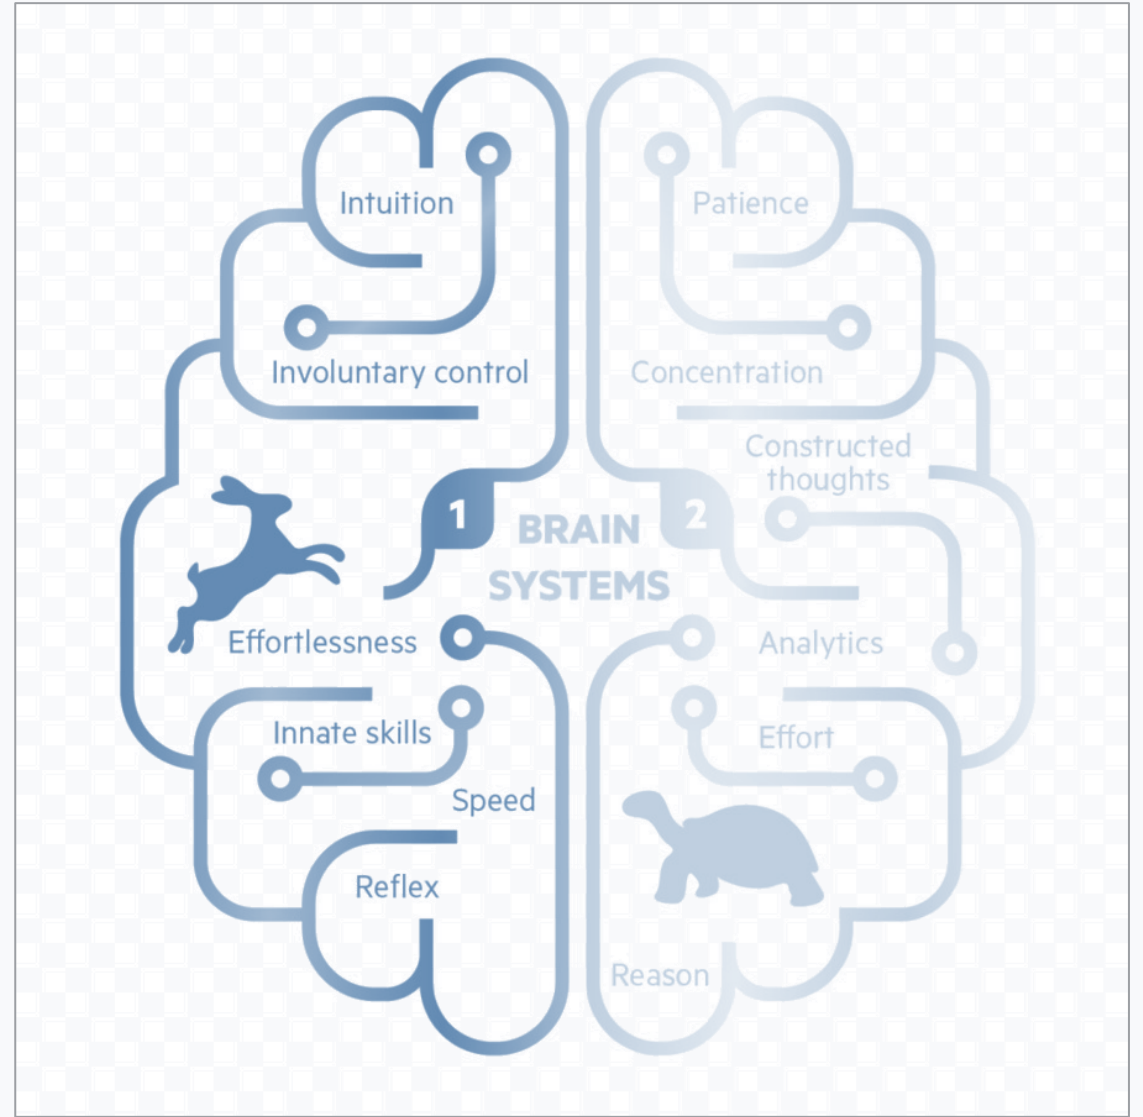 Intuition
Involuntary control
1
Effortlessness
Innate skills
Speed
Reflex
BRAIN
SYSTEMS
Patience
Concentration
Constructed
thoughts
2
Analytics
Effort
Reason